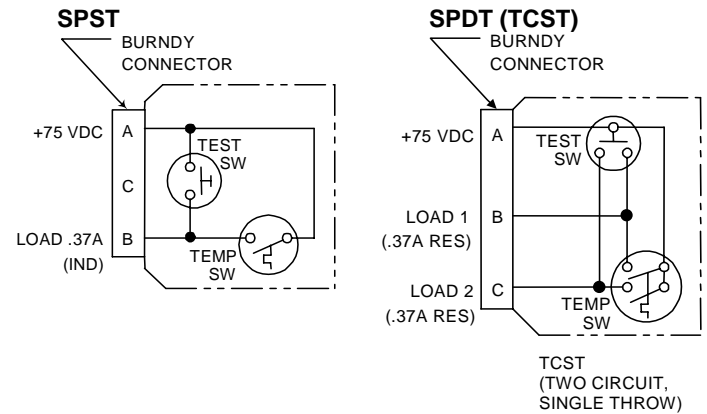 SPST
BURNDY
CONNECTOR
+75 VDC
A
TEST
SW
C
LOAD .37A
(IND)
B
TEMP
SW
SPDT (TCST)
BURNDY
CONNECTOR
+75 VDC
A
TEST
SW
LOAD 1
(.37A RES)
B
LOAD 2
(.37A RES)
C
TEMP
SW
TCST
(TWO CIRCUIT,
SINGLE THROW)